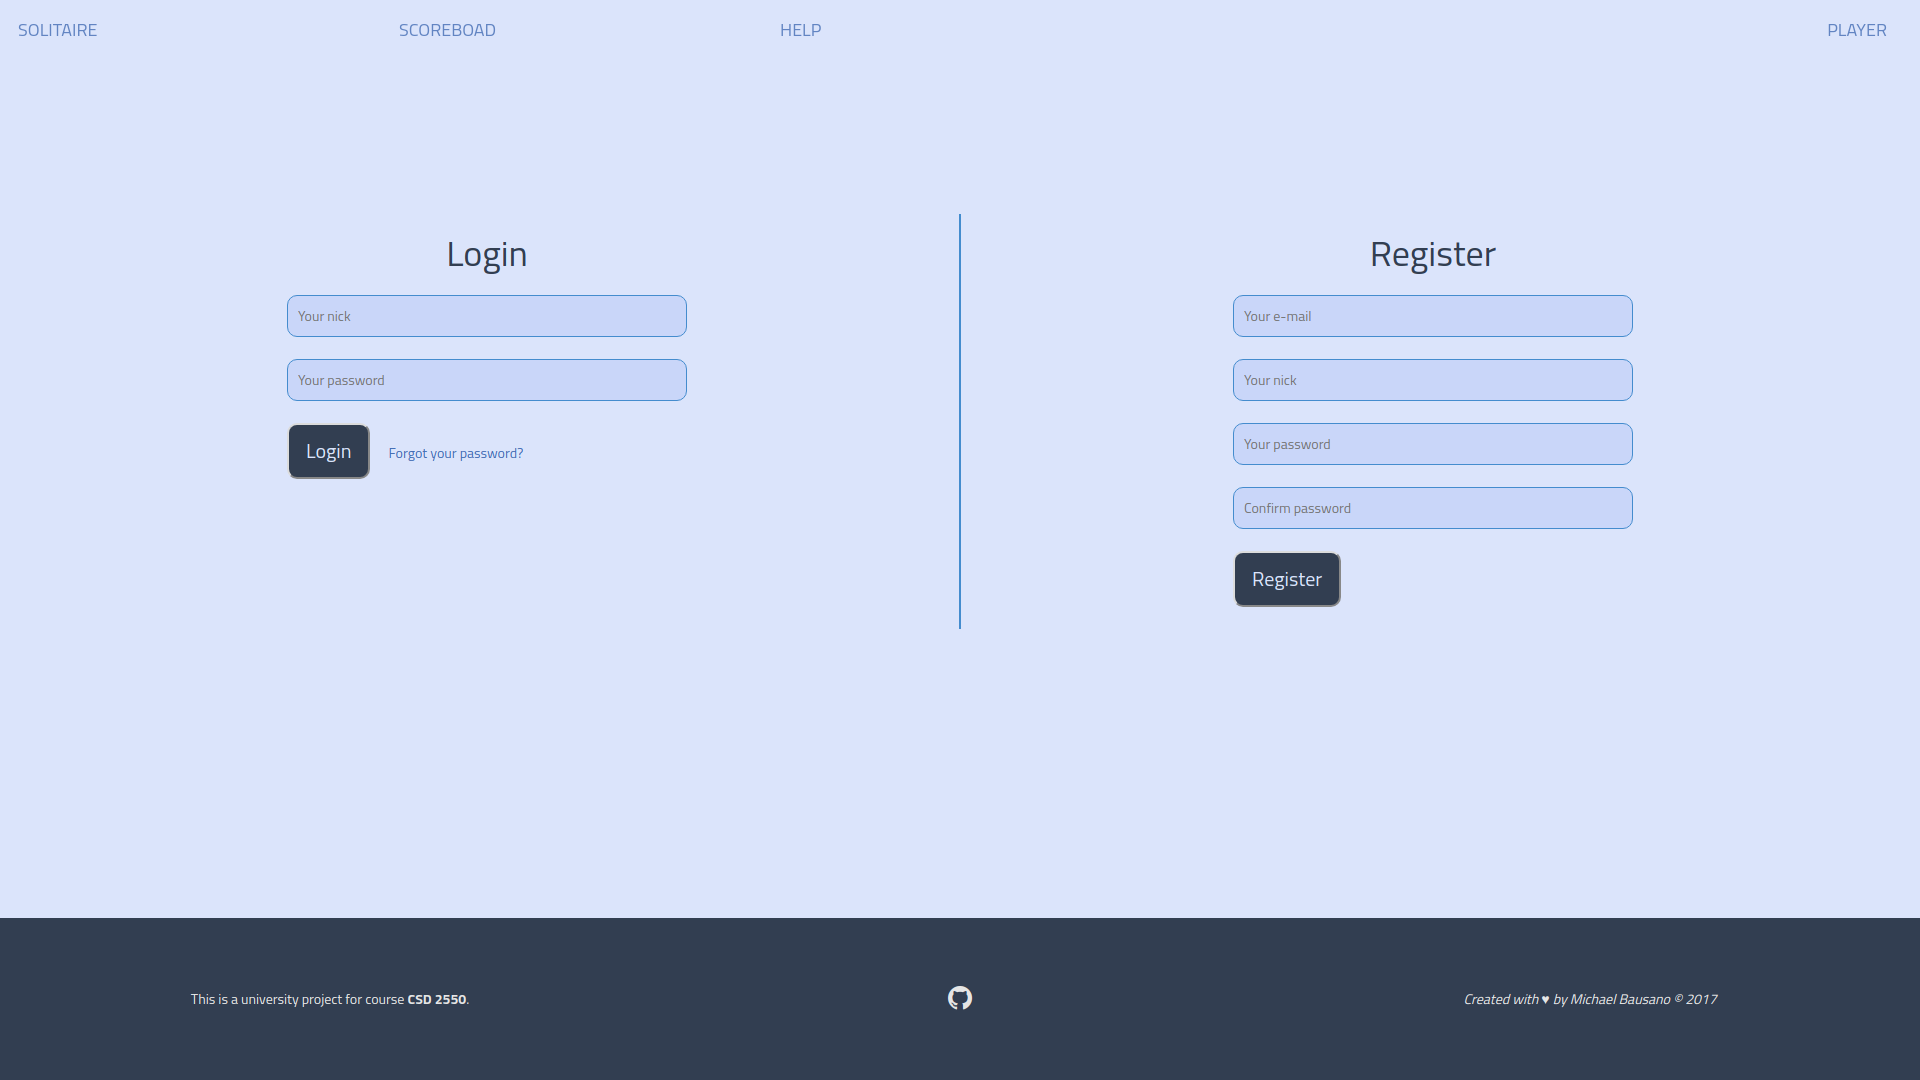 SOLITAIRE
SCOREBOAD
HELP
PLAYER
Login
Your nick
Your password
Login
Forgot your password?
Register
Your e-mail
Your nick
Your password
Confirm password
Register
This is a university project for course CSD 2550.
Created with ♥ by Michael Bausano © 2017